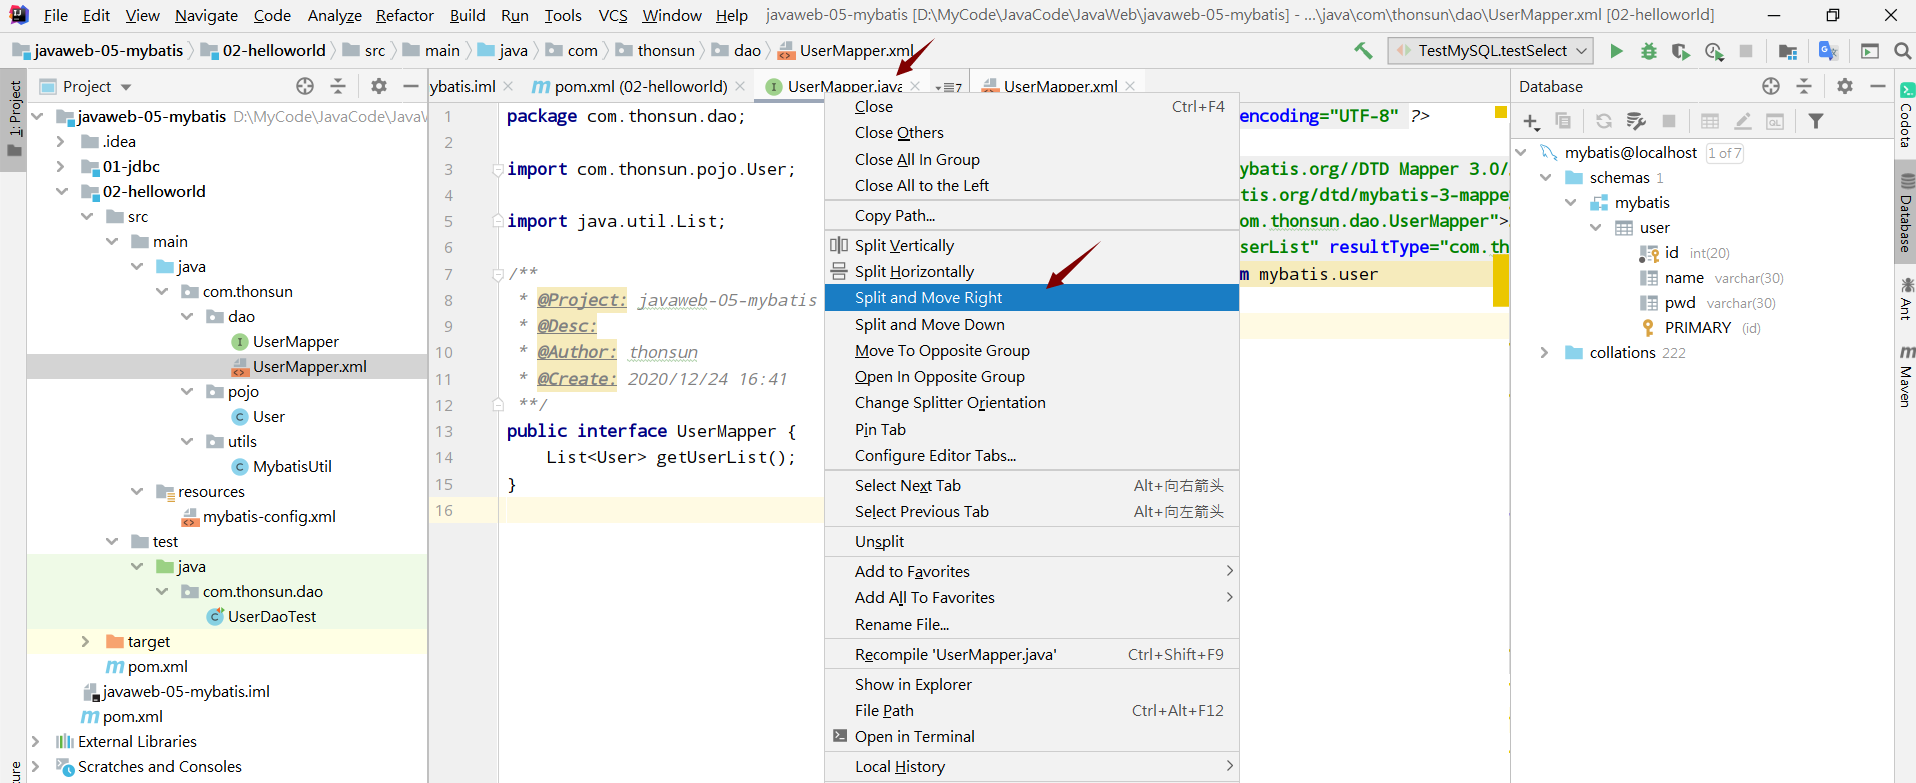 File Edit View Navigate Code Analyze Refactor Build Run Tools VCS Window Help javaweb-05-mybatis [D:\MyCode\JavaCode\JavaWeb\javaweb-05-mybatis] - ...\java\com\thonsun\dao\UserMapper.xml [02-helloworld]
javaweb-05-mybatis 02-helloworld src main java com thonsun dao UserMapper.xml TestMySQL.testSelect
1: Project
Project
javaweb-05-mybatis D:\MyCode\JavaCode\JavaW
.idea
01-jdbc
02-helloworld
src
main
java
com.thonsun
dao
UserMapper
UserMapper.xml
pojo
User
utils
MybatisUtil
resources
mybatis-config.xml
test
java
com.thonsun.dao
UserDaoTest
target
pom.xml
javaweb-05-mybatis.iml
pom.xml
External Libraries
Scratches and Consoles
ybatis.iml pom.xml (02-helloworld) UserMapper.java 7 UserMapper.xml
1 package com.thonsun.dao;
2
3 import com.thonsun.pojo.User;
4
5 import java.util.List;
6
7 /**
8 * @Project: javaweb-05-mybatis
9 * @Desc:
10 * @Author: thonsun
11 * @Create: 2020/12/24 16:41
12 **/
13 public interface UserMapper {
14 List<User> getUserList();
15 }
16
Close Ctrl+F4
Close Others
Close All In Group
Close All to the Left
Copy Path...
Split Vertically
Split Horizontally
Split and Move Right
Split and Move Down
Move To Opposite Group
Open In Opposite Group
Change Splitter Orientation
Pin Tab
Configure Editor Tabs...
Select Next Tab Alt+向右箭头
Select Previous Tab Alt+向左箭头
Unsplit
Add to Favorites
Add All To Favorites
Rename File...
Recompile 'UserMapper.java' Ctrl+Shift+F9
Show in Explorer
File Path Ctrl+Alt+F12
Open in Terminal
Local History
encoding="UTF-8" ?>
ybatis.org//DTD Mapper 3.0/
tis.org/dtd/mybatis-3-mappe
om.thonsun.dao.UserMapper">
serList" resultType="com.th
m mybatis.user
Database
mybatis@localhost 1 of 7
schemas 1
mybatis
user
id int(20)
name varchar(30)
pwd varchar(30)
PRIMARY (id)
collations 222
Codota
Database
Ant
Maven